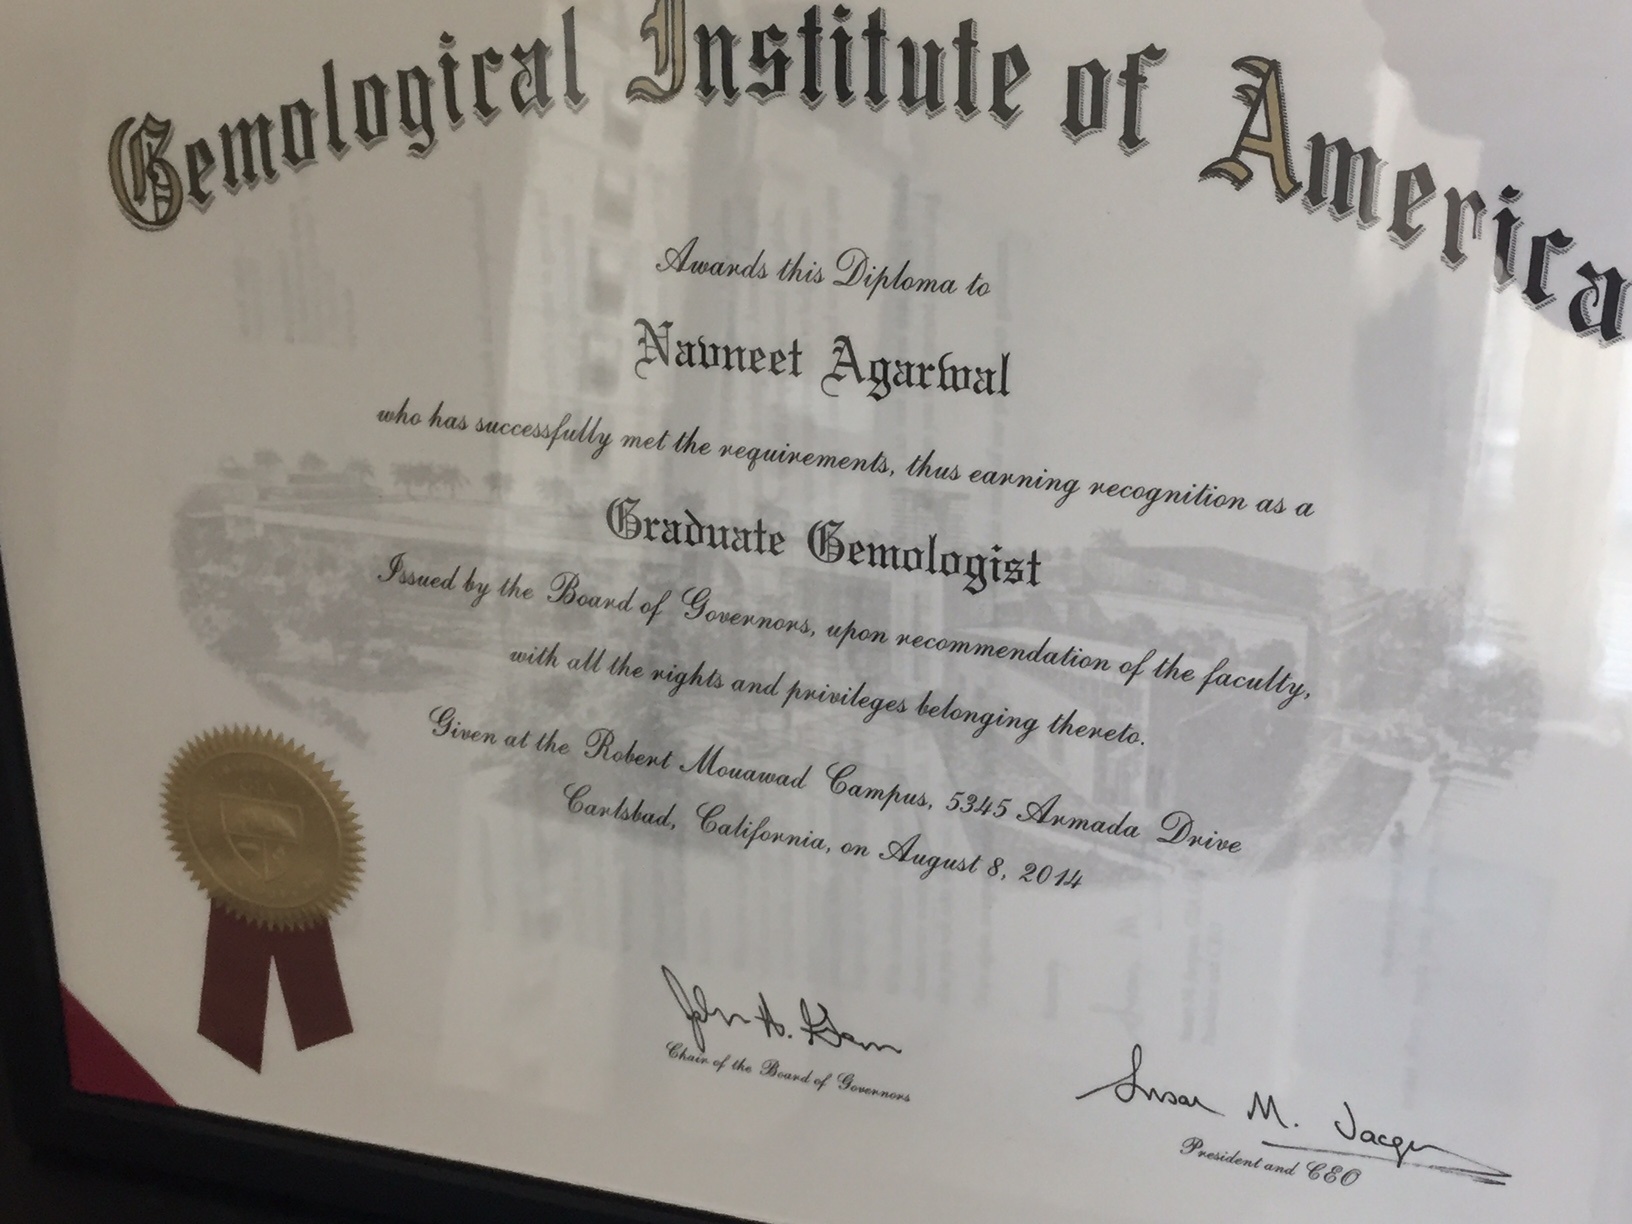 Gemological Institute of America
Awards this Diploma to
Navneet Agarwal
who has successfully met the requirements, thus earning recognition as a
Graduate Gemologist
Issued by the Board of Governors, upon recommendation of the faculty,
with all the rights and privileges belonging thereto.
Given at the Robert Mouawad Campus, 5345 Armada Drive
Carlsbad, California, on August 8, 2014
John A.
Chair of the Board of Governors
Susan M. Jacques
President and CEO